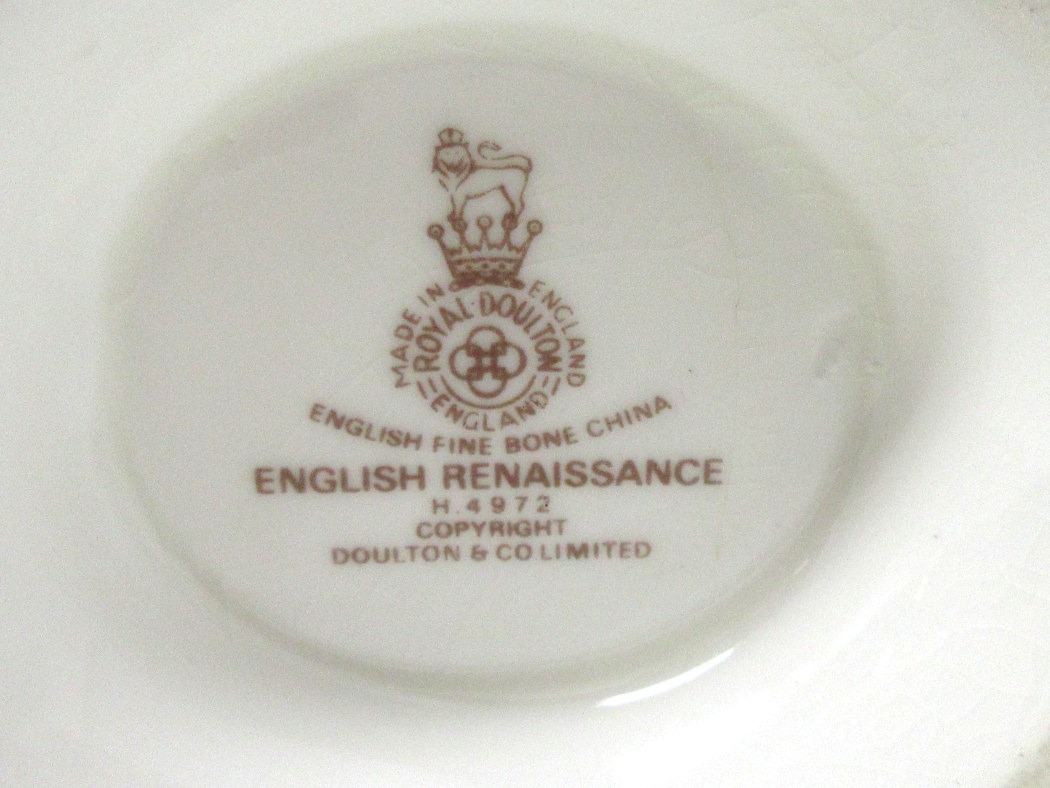 MADE IN ENGLAND
ROYAL·DOULTON
ENGLAND
ENGLISH FINE BONE CHINA
ENGLISH RENAISSANCE
H.4972
COPYRIGHT
DOULTON & CO LIMITED